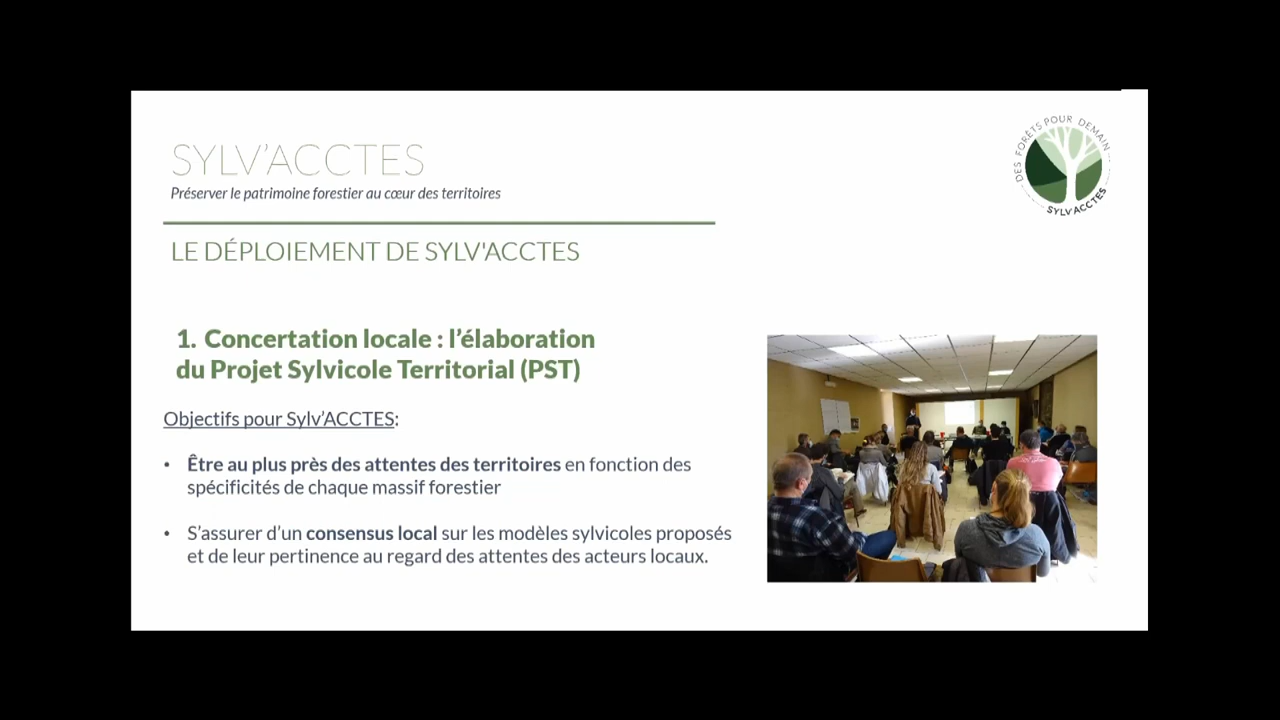 SYLV'ACCTES
Préserver le patrimoine forestier au cœur des territoires
DES FORÊTS POUR DEMAIN
SYLV'ACCTES
LE DÉPLOIEMENT DE SYLV'ACCTES
1. Concertation locale : l’élaboration
du Projet Sylvicole Territorial (PST)
Objectifs pour Sylv’ACCTES:
• Être au plus près des attentes des territoires en fonction des
spécificités de chaque massif forestier
• S’assurer d’un consensus local sur les modèles sylvicoles proposés
et de leur pertinence au regard des attentes des acteurs locaux.